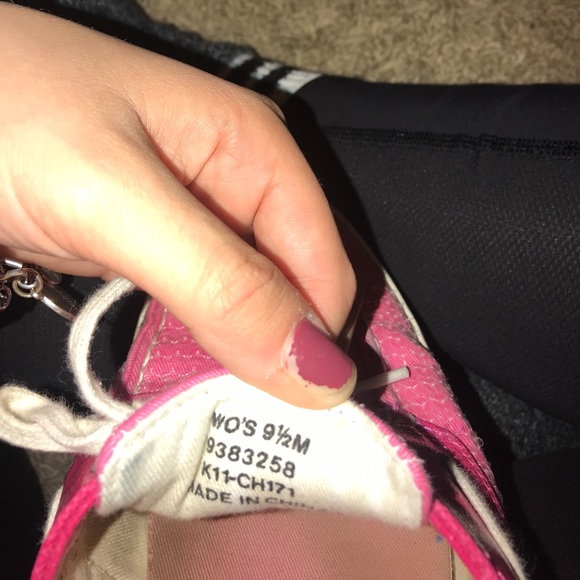 WO'S 9½M
9383258
K11-CH171
MADE IN CHINA